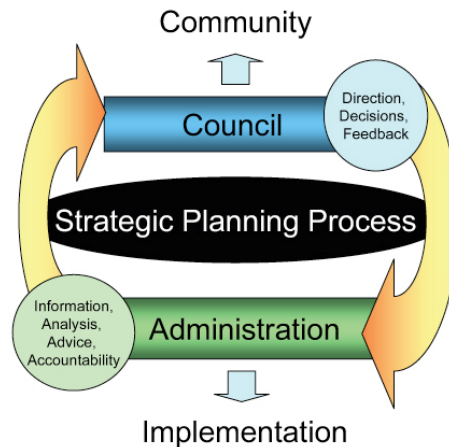 Community
Council
Direction,
Decisions,
Feedback
Strategic Planning Process
Information,
Analysis,
Advice,
Accountability
Administration
Implementation